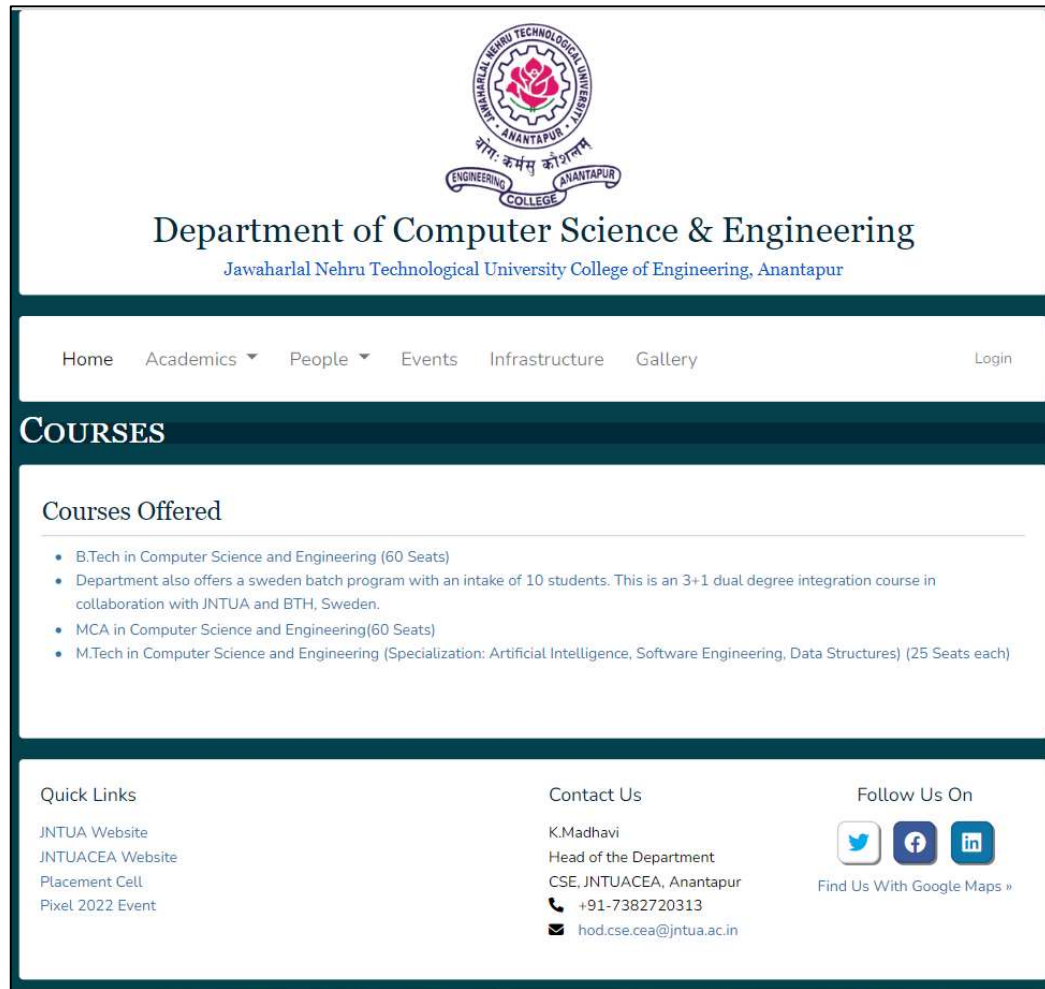 JAWAHARLAL NEHRU TECHNOLOGICAL UNIVERSITY
ANANTAPUR
योगः कर्मसु कौशलम्
ENGINEERING COLLEGE ANANTAPUR
Department of Computer Science & Engineering
Jawaharlal Nehru Technological University College of Engineering, Anantapur
Home Academics People Events Infrastructure Gallery Login
COURSES
Courses Offered
• B.Tech in Computer Science and Engineering (60 Seats)
• Department also offers a sweden batch program with an intake of 10 students. This is an 3+1 dual degree integration course in
collaboration with JNTUA and BTH, Sweden.
• MCA in Computer Science and Engineering(60 Seats)
• M.Tech in Computer Science and Engineering (Specialization: Artificial Intelligence, Software Engineering, Data Structures) (25 Seats each)
Quick Links
JNTUA Website
JNTUACEA Website
Placement Cell
Pixel 2022 Event
Contact Us
K.Madhavi
Head of the Department
CSE, JNTUACEA, Anantapur
+91-7382720313
hod.cse.cea@jntua.ac.in
Follow Us On
Find Us With Google Maps »